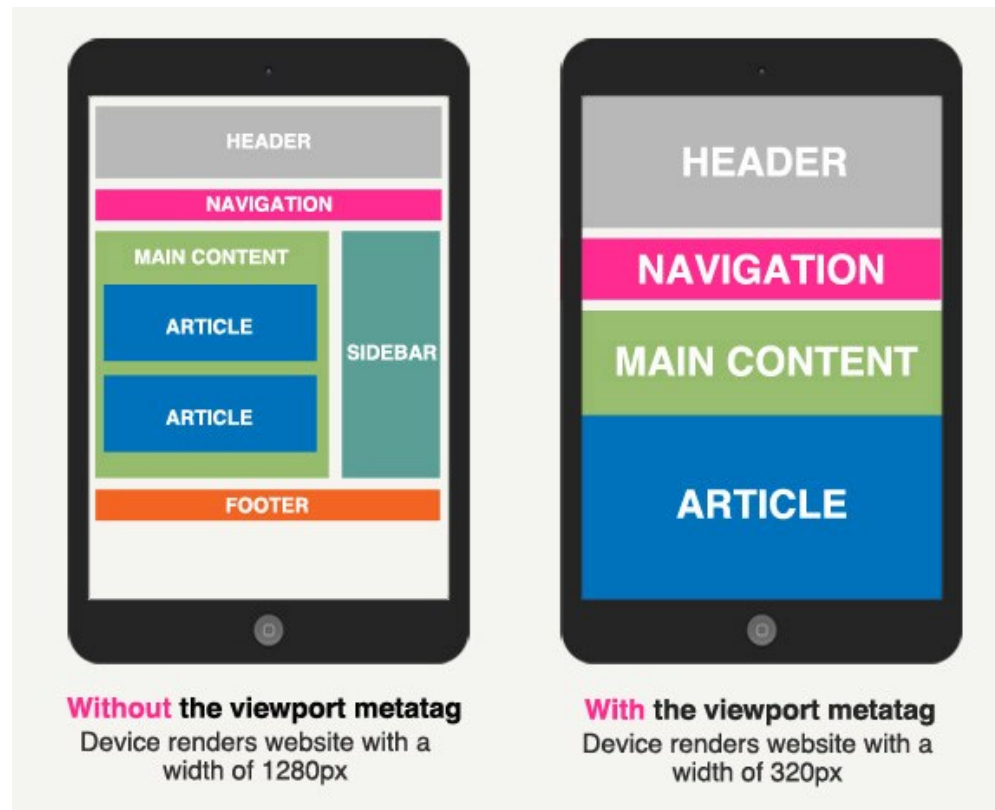 HEADER
NAVIGATION
MAIN CONTENT
ARTICLE
ARTICLE
SIDEBAR
FOOTER
Without the viewport metatag
Device renders website with a
width of 1280px
HEADER
NAVIGATION
MAIN CONTENT
ARTICLE
With the viewport metatag
Device renders website with a
width of 320px